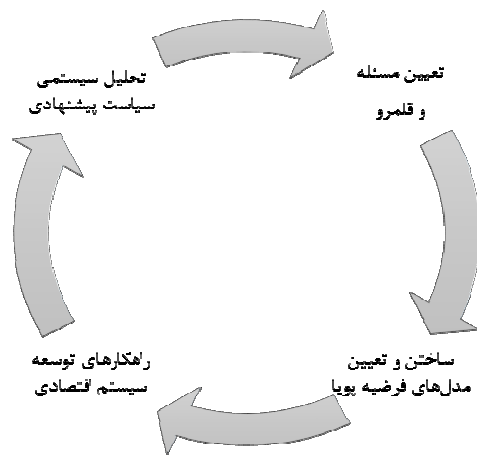 تعیین مسئله
و قلمرو
ساختن و تعیین
مدل‌های فرضیه پویا
راهکارهای توسعه
سیستم اقتصادی
تحلیل سیستمی
سیاست پیشنهادی